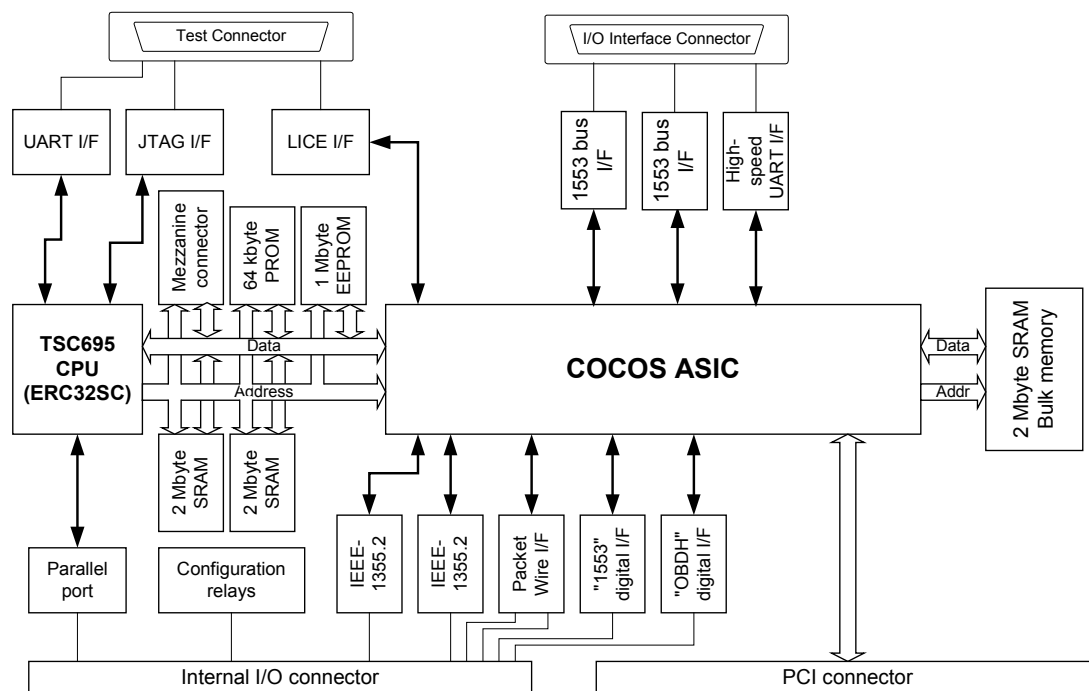 Test Connector
I/O Interface Connector
UART I/F
JTAG I/F
LICE I/F
1553 bus
I/F
1553 bus
I/F
High-
speed
UART I/F
Mezzanine
connector
64 kbyte
PROM
1 Mbyte
EEPROM
TSC695
CPU
(ERC32SC)
Data
Address
COCOS ASIC
Data
Addr
2 Mbyte SRAM
Bulk memory
2 Mbyte
SRAM
2 Mbyte
SRAM
Parallel
port
Configuration
relays
IEEE-
1355.2
IEEE-
1355.2
Packet
Wire I/F
"1553"
digital I/F
"OBDH"
digital I/F
Internal I/O connector
PCI connector